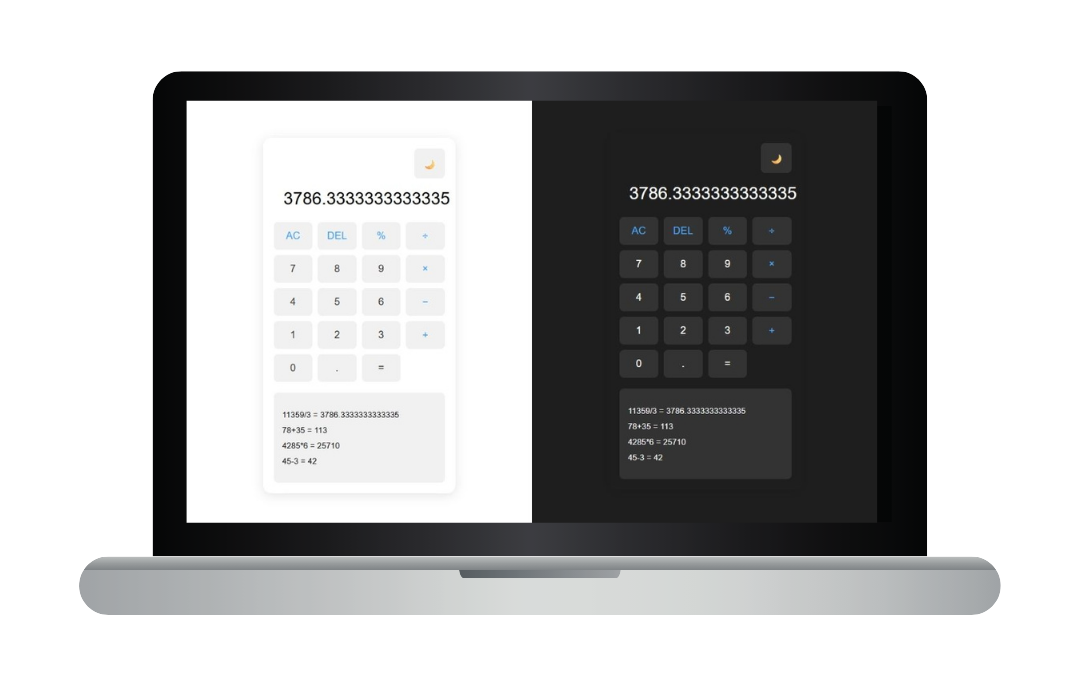 3786.3333333333335
AC DEL % ÷
7 8 9 ×
4 5 6 −
1 2 3 +
0 . =
11359/3 = 3786.3333333333335
78+35 = 113
4285*6 = 25710
45-3 = 42
3786.3333333333335
AC DEL % ÷
7 8 9 ×
4 5 6 −
1 2 3 +
0 . =
11359/3 = 3786.3333333333335
78+35 = 113
4285*6 = 25710
45-3 = 42